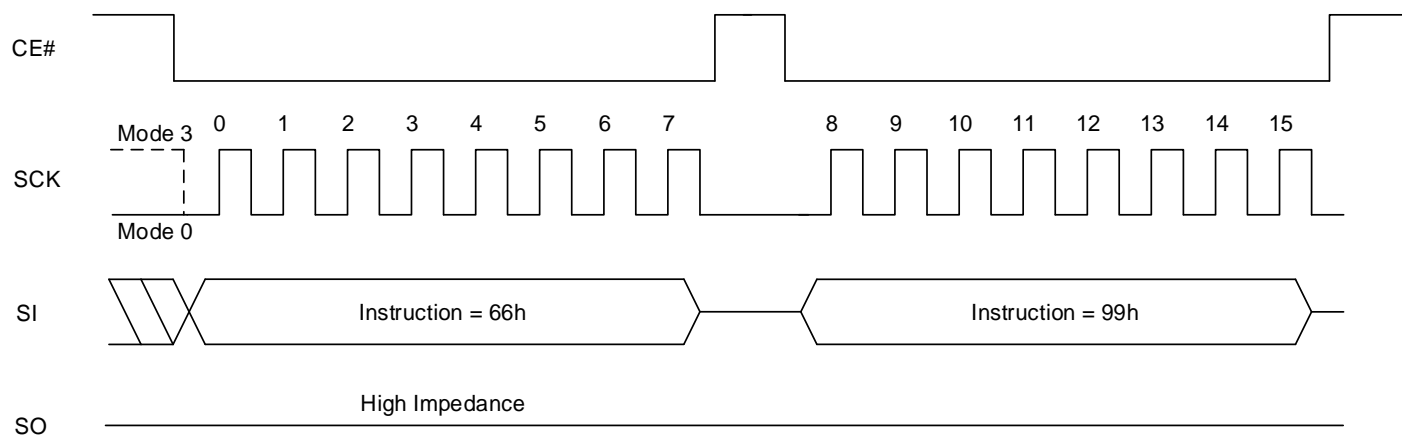 CE#
Mode 3 0 1 2 3 4 5 6 7 8 9 10 11 12 13 14 15
SCK
Mode 0
SI Instruction = 66h Instruction = 99h
High Impedance
SO